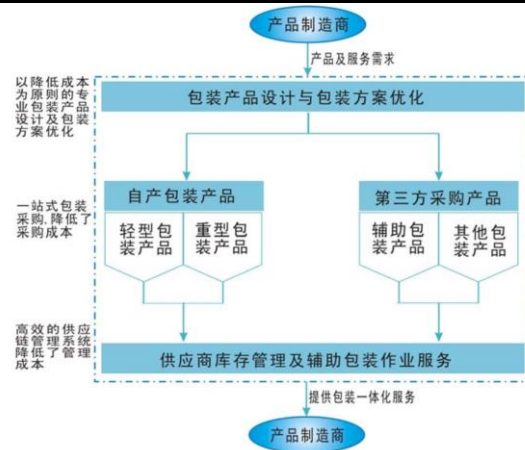 产品制造商
产品及服务需求
以降低成本
为原则的专
业包装产品
设计及包装
方案优化
包装产品设计与包装方案优化
一站式包装
采购,降低了
采购成本
自产包装产品
第三方采购产品
轻型包
装产品
重型包
装产品
辅助包
装产品
其他包
装产品
高效的供应
链管理系统
降低了管理
成本
供应商库存管理及辅助包装作业服务
提供包装一体化服务
产品制造商